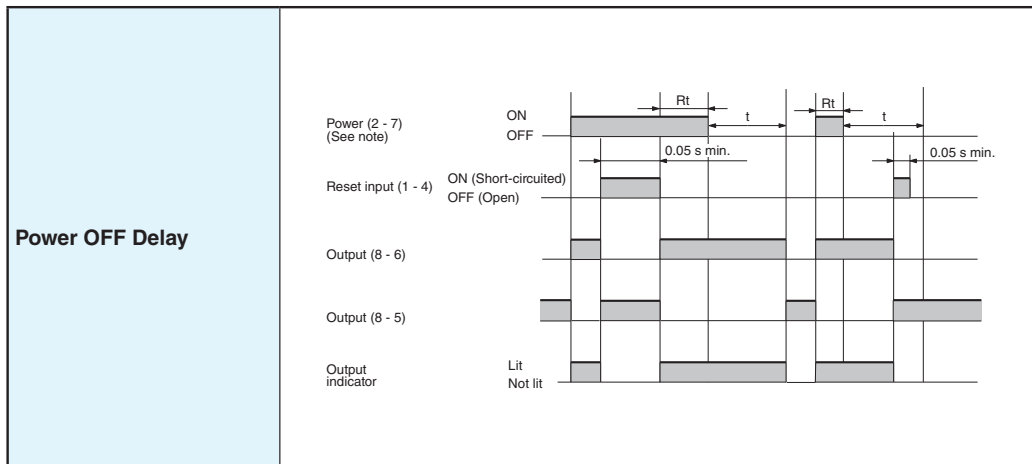 Power OFF Delay
Rt
Rt
Power (2 - 7)
(See note)
ON
OFF
t
t
0.05 s min.
0.05 s min.
Reset input (1 - 4)
ON (Short-circuited)
OFF (Open)
Output (8 - 6)
Output (8 - 5)
Output
indicator
Lit
Not lit